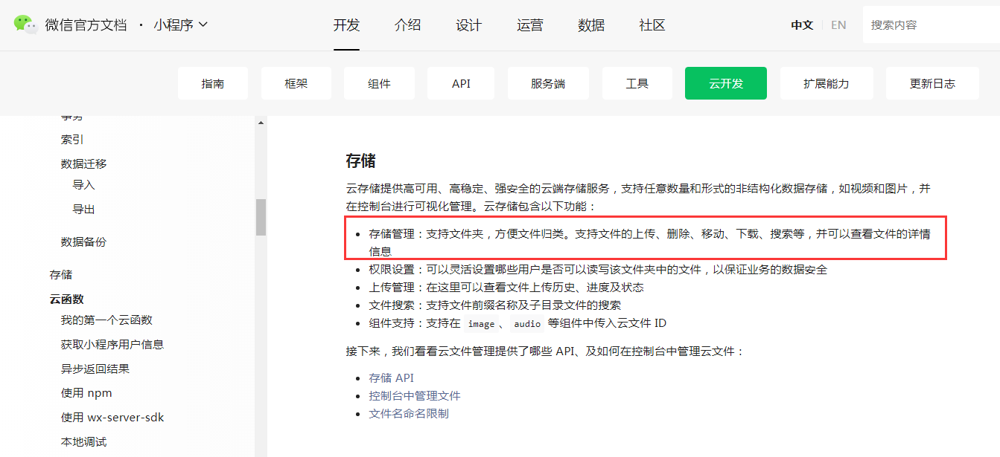 微信官方文档 · 小程序
开发 介绍 设计 运营 数据 社区
中文 EN 搜索内容
指南 框架 组件 API 服务端 工具 云开发 扩展能力 更新日志
事务
索引
数据迁移
导入
导出
数据备份
存储
云函数
我的第一个云函数
获取小程序用户信息
异步返回结果
使用 npm
使用 wx-server-sdk
本地调试
存储
云存储提供高可用、高稳定、强安全的云端存储服务，支持任意数量和形式的非结构化数据存储，如视频和图片，并
在控制台进行可视化管理。云存储包含以下功能：
• 存储管理：支持文件夹，方便文件归类。支持文件的上传、删除、移动、下载、搜索等，并可以查看文件的详情
信息
• 权限设置：可以灵活设置哪些用户是否可以读写该文件夹中的文件，以保证业务的数据安全
• 上传管理：在这里可以查看文件上传历史、进度及状态
• 文件搜索：支持文件前缀名称及子目录文件的搜索
• 组件支持：支持在 image 、 audio 等组件中传入云文件 ID
接下来，我们看看云文件管理提供了哪些 API、及如何在控制台中管理云文件：
• 存储 API
• 控制台中管理文件
• 文件名命名限制